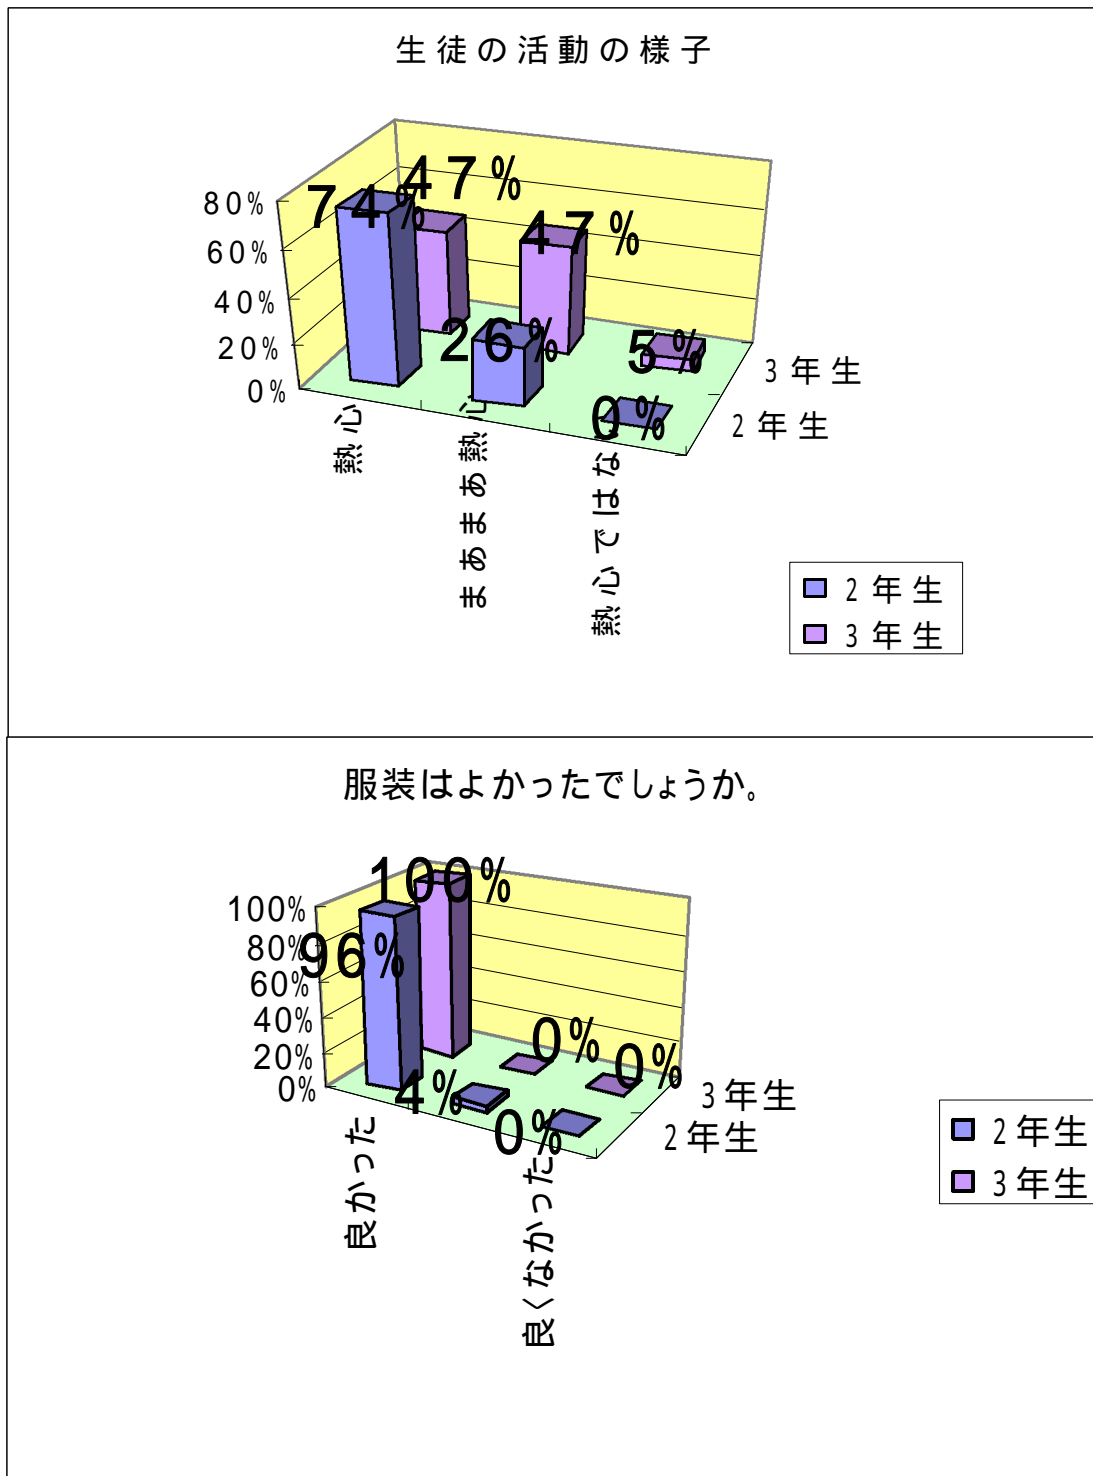 生徒の活動の様子
47%
74%
47%
80%
60%
40%
20%
0%
26%
5%
0%
3年生
2年生
熱心
まあまあ熱心
熱心ではな
2年生
3年生
服装はよかったでしょうか。
100%
96%
100%
80%
60%
40%
20%
0%
0%
0%
4%
0%
3年生
2年生
良かった
良くなかった
2年生
3年生